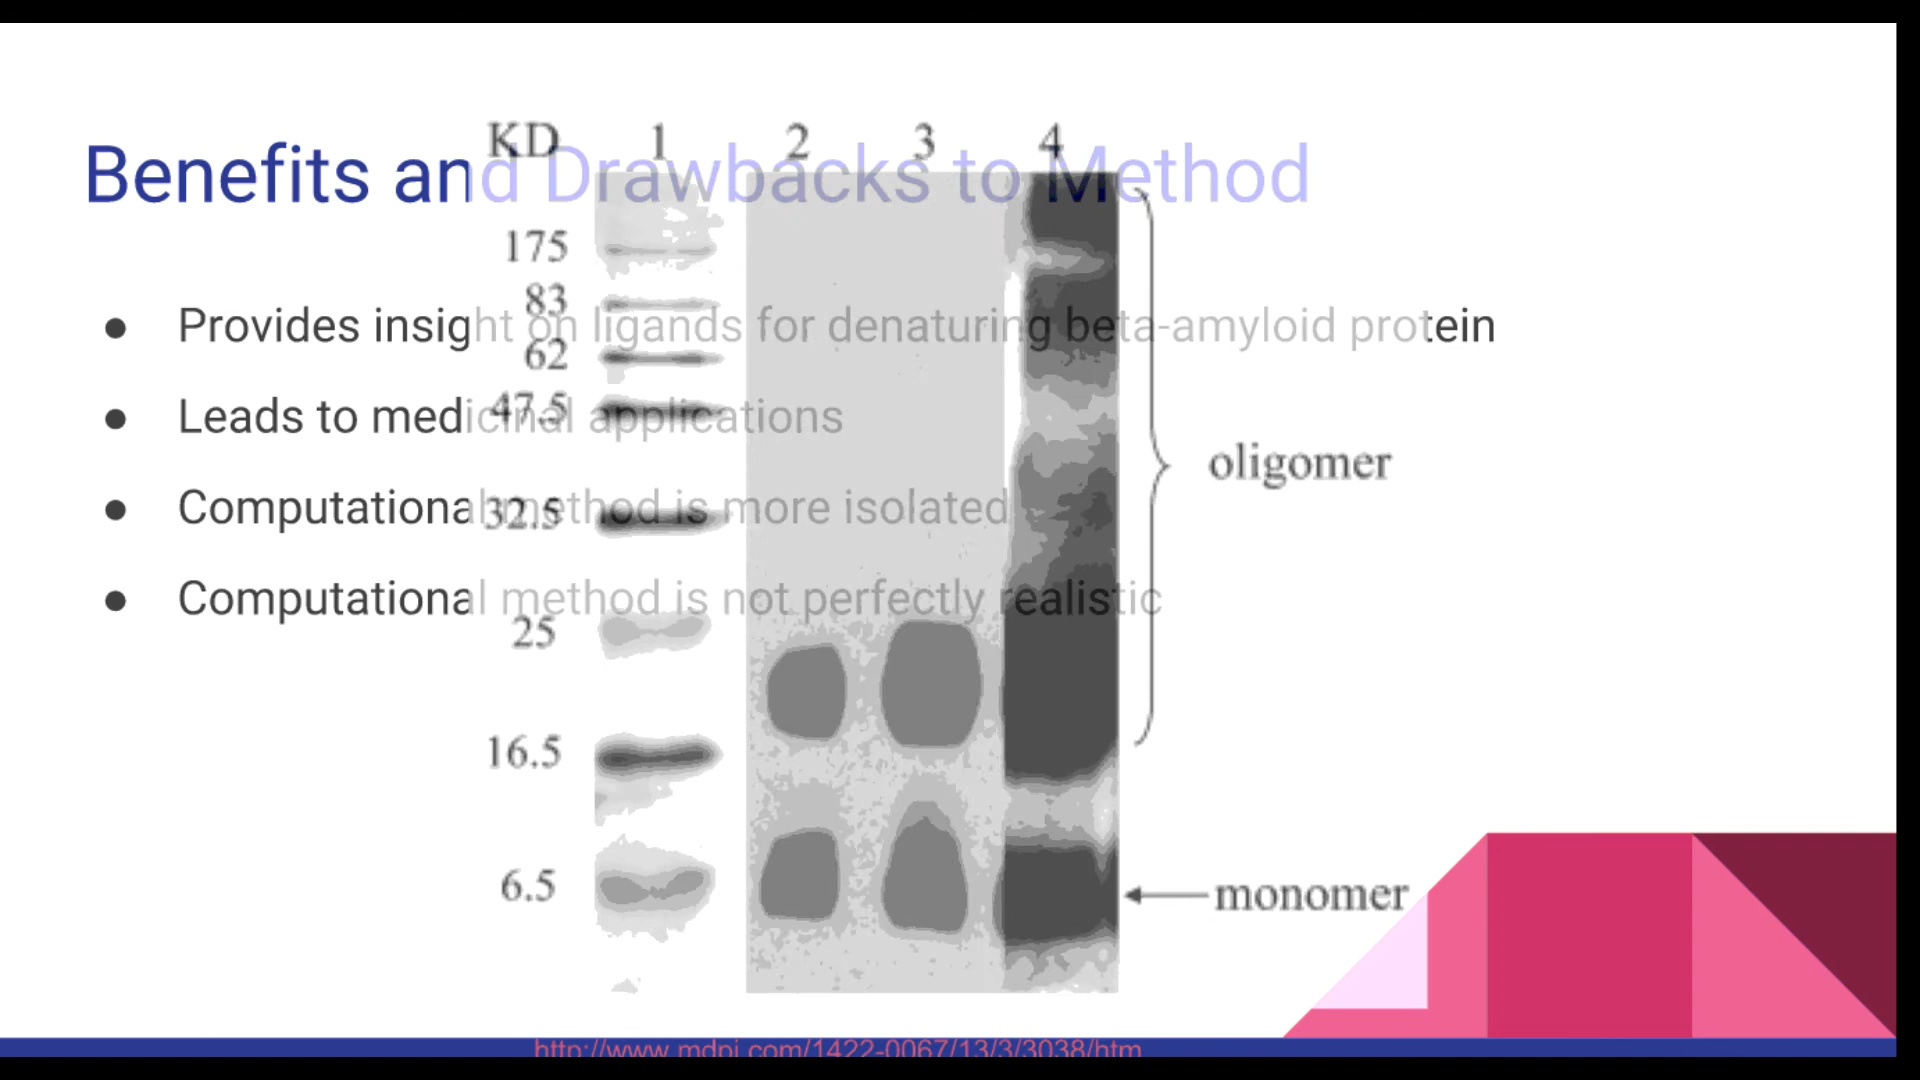 KD 1 2 3 4
Benefits and Drawbacks to Method
175
83
Provides insight on ligands for denaturing beta-amyloid protein
62
47.5
Leads to medicinal applications
oligomer
32.5
Computational method is more isolated
Computational method is not perfectly realistic
25
16.5
6.5
monomer
http://www.mdpi.com/1422-0067/13/3/3038/htm